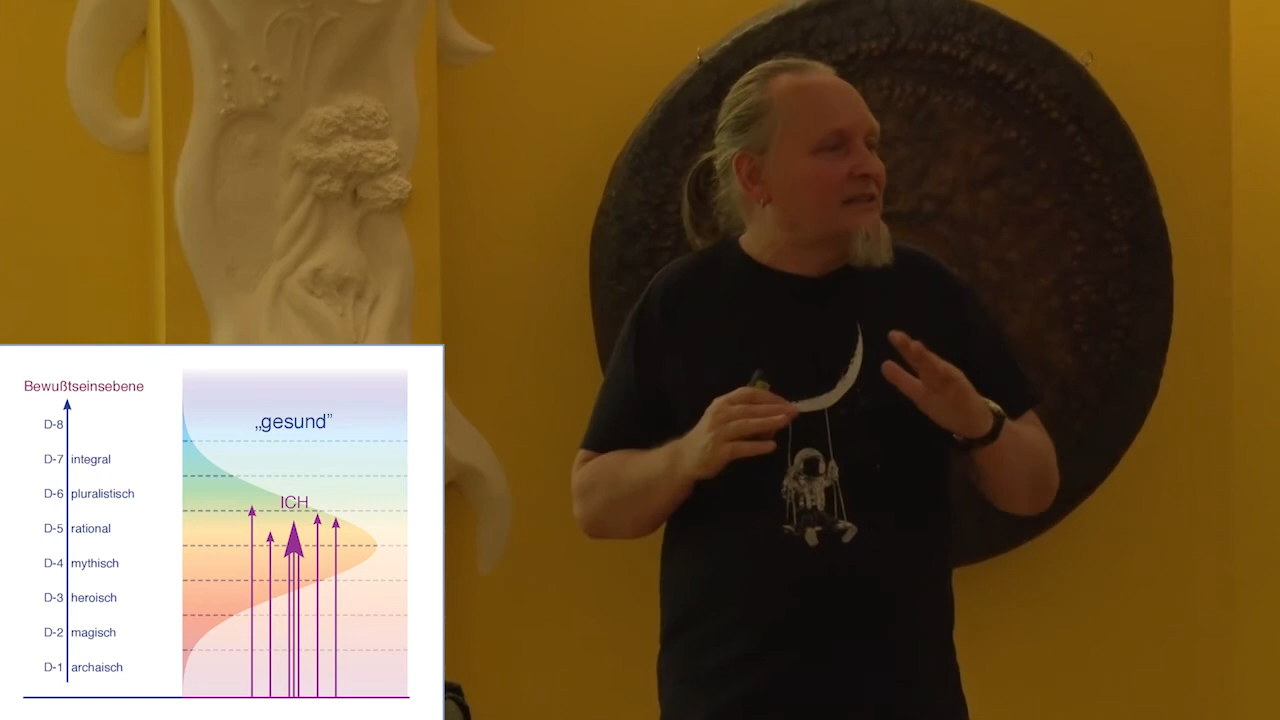 Bewußtseinsebene
D-8
„gesund”
D-7 integral
D-6 pluralistisch
ICH
D-5 rational
D-4 mythisch
D-3 heroisch
D-2 magisch
D-1 archaisch